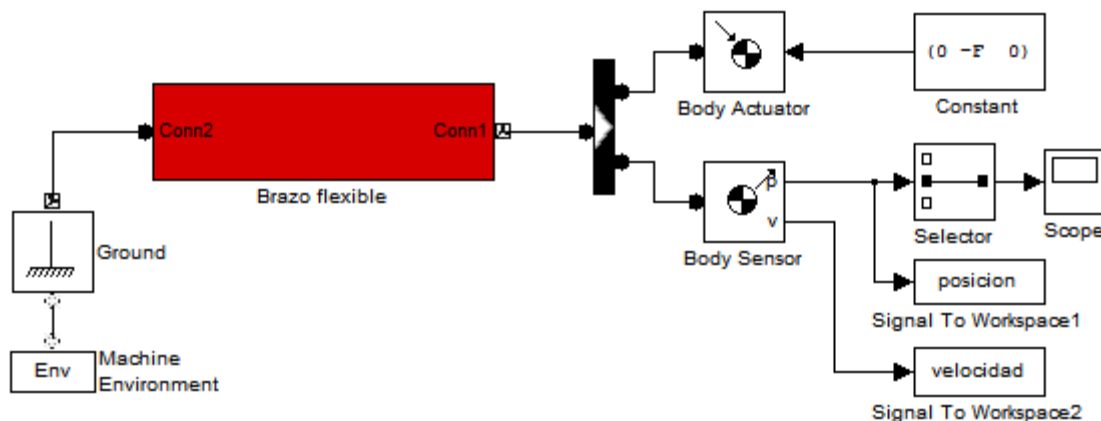 Body Actuator
(0 -F 0)
Constant
Conn2
Conn1
Brazo flexible
Ground
Env
Machine
Environment
p
v
Body Sensor
Selector
Scope
posicion
Signal To Workspace1
velocidad
Signal To Workspace2